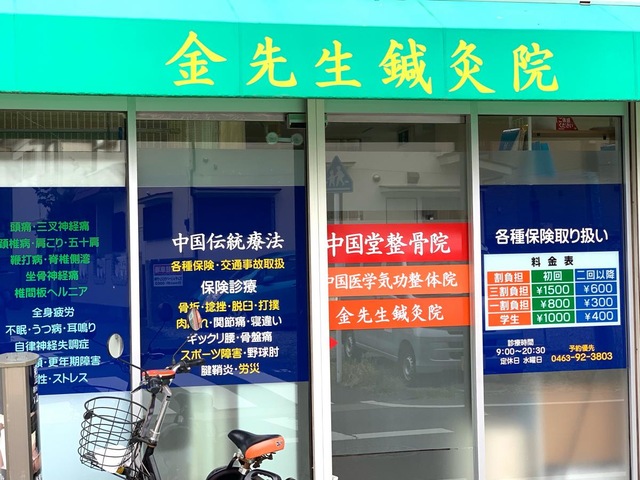 金先生鍼灸院
頭痛・三叉神経痛
頚椎病・肩こり・五十肩
鞭打病・脊椎側湾
坐骨神経痛
椎間板ヘルニア
全身疲労
不眠・うつ病・耳鳴り
自律神経失調症
更年期障害
性・ストレス
中国伝統療法
各種保険・交通事故取扱
保険診療
骨折・捻挫・脱臼・打撲
関節痛・寝違い
ギックリ腰・骨盤痛
スポーツ障害・野球肘
腱鞘炎・労災
中国堂整骨院
中国医学気功整体院
金先生鍼灸院
各種保険取り扱い
料金表
割負担 初回 二回以降
三割負担 ¥1500 ¥600
一割負担 ¥800 ¥300
学生 ¥1000 ¥400
診療時間 予約優先
9:00~20:30 0463-92-3803
定休日 水曜日